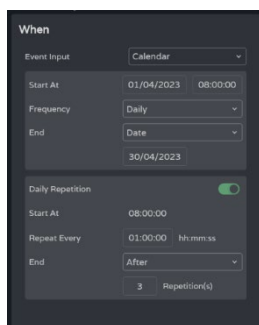 When
Event Input Calendar
Start At 01/04/2023 08:00:00
Frequency Daily
End Date
30/04/2023
Daily Repetition
Start At 08:00:00
Repeat Every 01:00:00 hh:mm:ss
End After
3 Repetition(s)